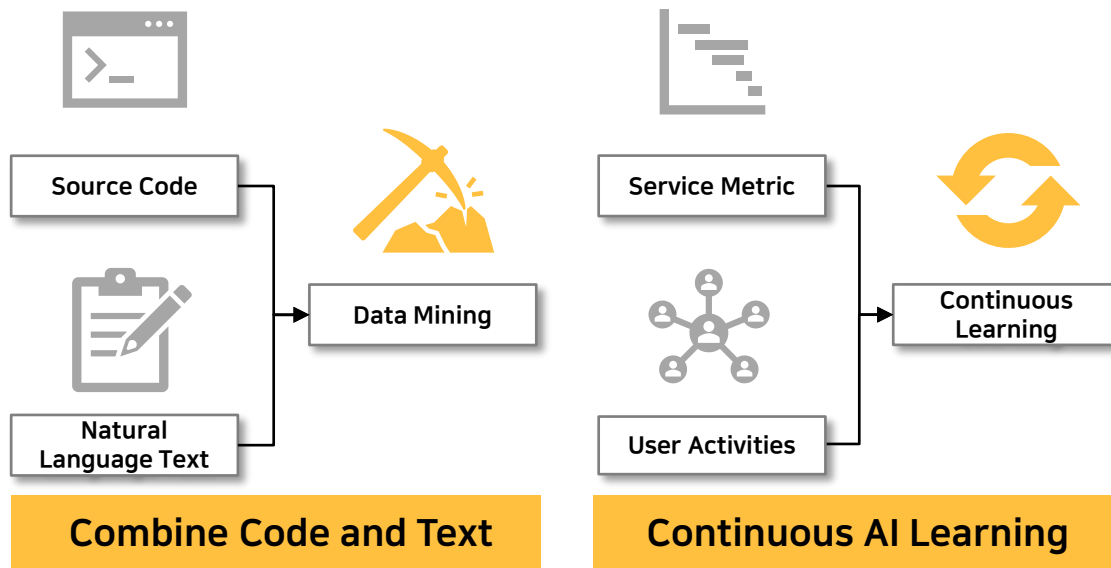 Source Code
Data Mining
Natural
Language Text
Combine Code and Text
Service Metric
Continuous
Learning
User Activities
Continuous AI Learning